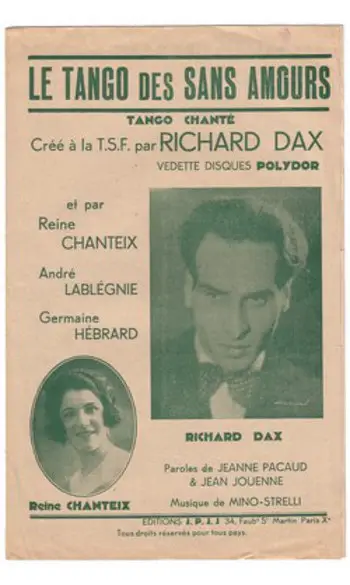 LE TANGO DES SANS AMOURS
TANGO CHANTÉ
Créé à la T.S.F. par RICHARD DAX
VEDETTE DISQUES POLYDOR
et par
Reine
CHANTEIX
André
LABLÉGNIE
Germaine
HÉBRARD
RICHARD DAX
Paroles de JEANNE PACAUD
& JEAN JOUENNE
Reine CHANTEIX
Musique de MINO-STRELLI
EDITIONS J. P. J. J 34, Faubg St Martin Paris Xe
Tous droits réservés pour tous pays.